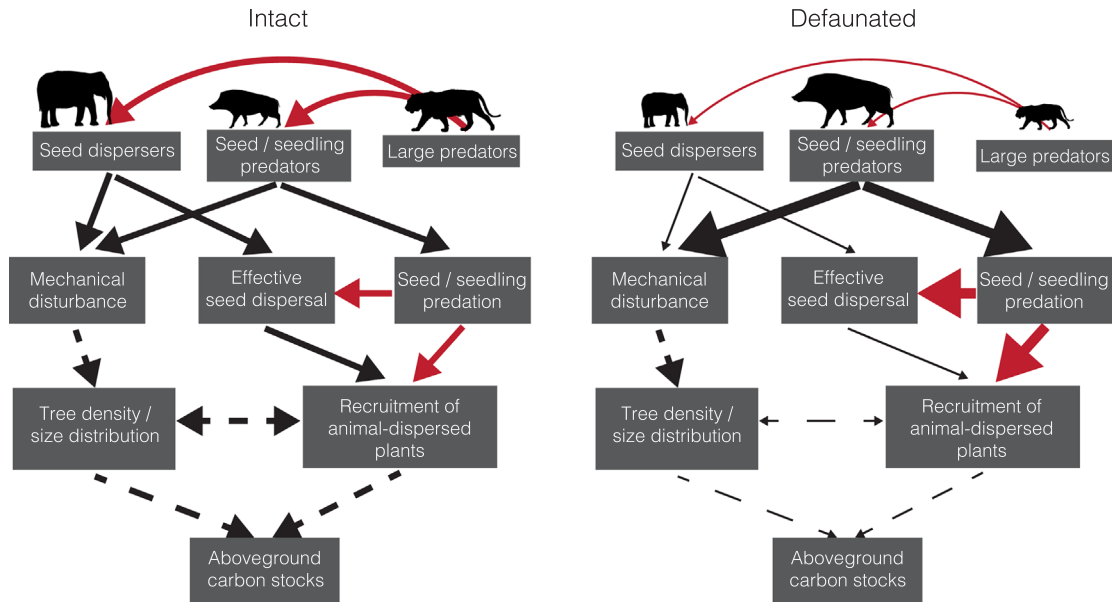 Intact
Seed dispersers
Seed / seedling
predators
Large predators
Mechanical
disturbance
Effective
seed dispersal
Seed / seedling
predation
Tree density /
size distribution
Recruitment of
animal-dispersed
plants
Aboveground
carbon stocks
Defaunated
Seed dispersers
Seed / seedling
predators
Large predators
Mechanical
disturbance
Effective
seed dispersal
Seed / seedling
predation
Tree density /
size distribution
Recruitment of
animal-dispersed
plants
Aboveground
carbon stocks